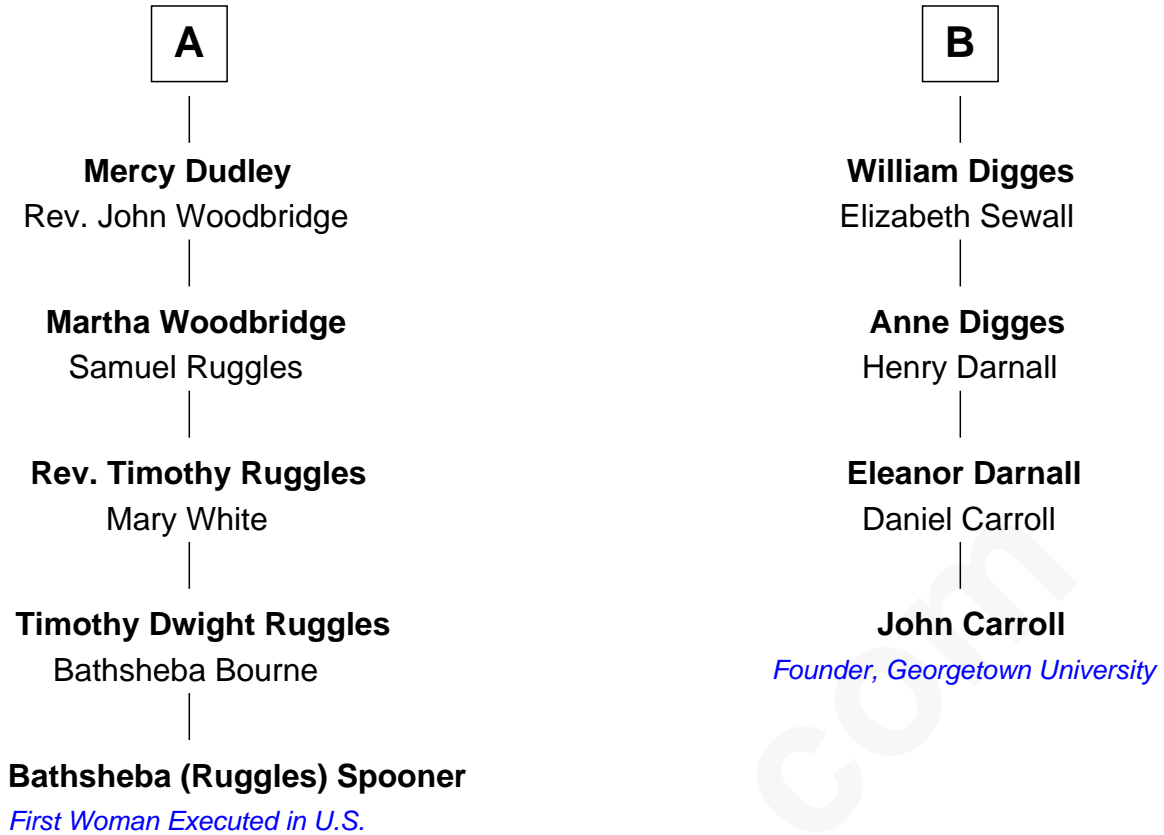 A
Mercy Dudley
Rev. John Woodbridge
Martha Woodbridge
Samuel Ruggles
Rev. Timothy Ruggles
Mary White
Timothy Dwight Ruggles
Bathsheba Bourne
Bathsheba (Ruggles) Spooner
First Woman Executed in U.S.
B
William Digges
Elizabeth Sewall
Anne Digges
Henry Darnall
Eleanor Darnall
Daniel Carroll
John Carroll
Founder, Georgetown University
com